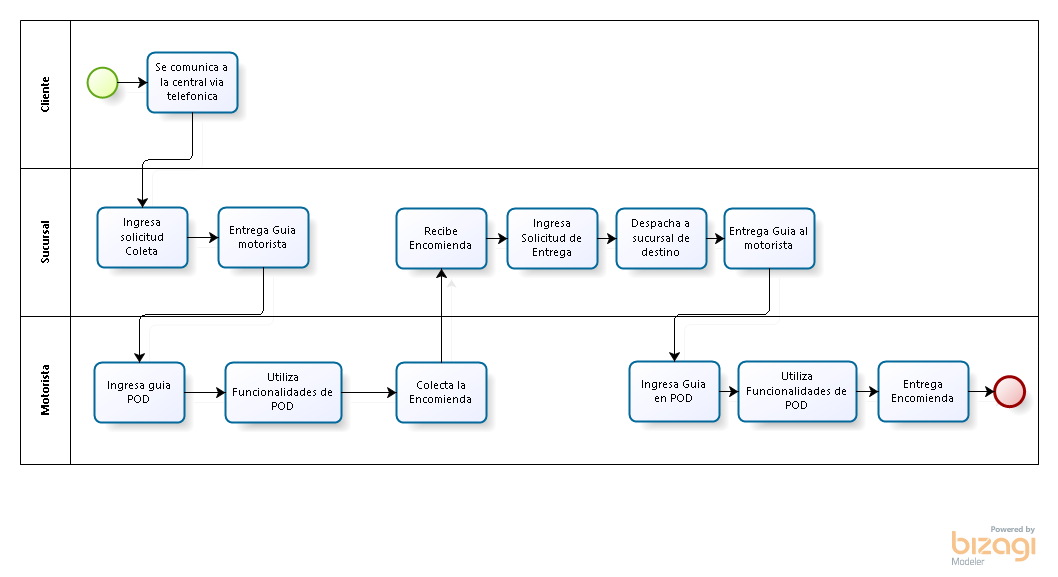 Cliente
Se comunica a
la central via
telefonica
Sucursal
Ingresa
solicitud
Coleta
Entrega Guia
motorista
Recibe
Encomienda
Ingresa
Solicitud de
Entrega
Despacha a
sucursal de
destino
Entrega Guia al
motorista
Motorista
Ingresa guia
POD
Utiliza
Funcionalidades de
POD
Colecta la
Encomienda
Ingresa Guia
en POD
Utiliza
Funcionalidades de
POD
Entrega
Encomienda
Powered by
bizagi
Modeler